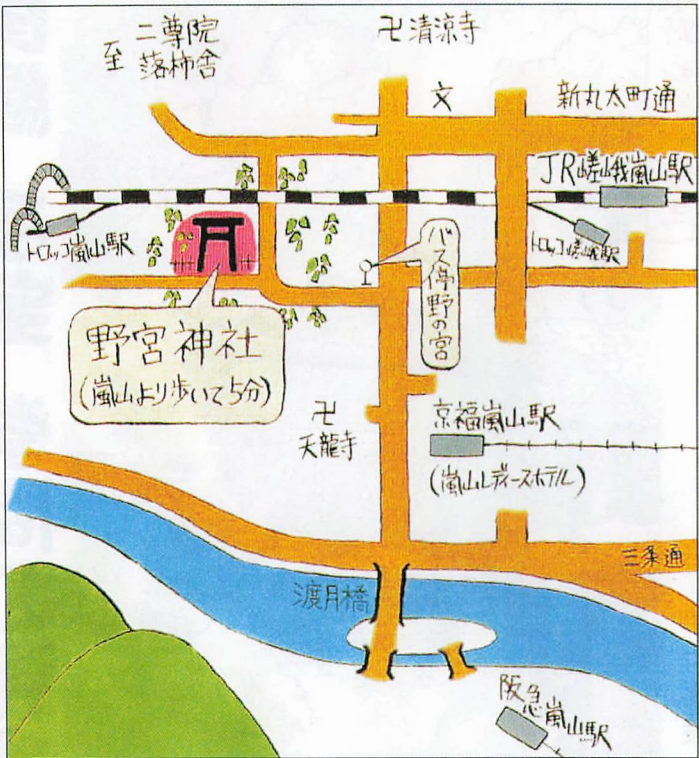 至
二尊院
落柿舎
卍清涼寺
文
新丸太町通
JR嵯峨嵐山駅
トロッコ嵐山駅
トロッコ嵯峨駅
バス停野の宮
野宮神社
(嵐山より歩いて5分)
卍
天龍寺
京福嵐山駅
(嵐山レディースホテル)
三条通
渡月橋
阪急嵐山駅